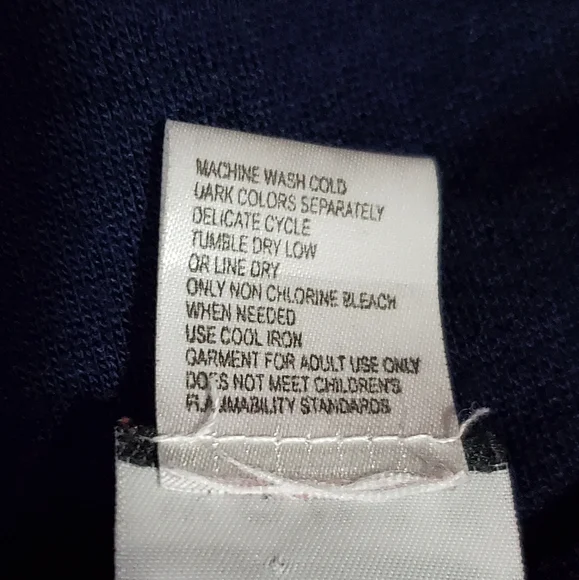 MACHINE WASH COLD
DARK COLORS SEPARATELY
DELICATE CYCLE
TUMBLE DRY LOW
OR LINE DRY
ONLY NON CHLORINE BLEACH
WHEN NEEDED
USE COOL IRON
GARMENT FOR ADULT USE ONLY
DOES NOT MEET CHILDREN'S
FLAMMABILITY STANDARDS